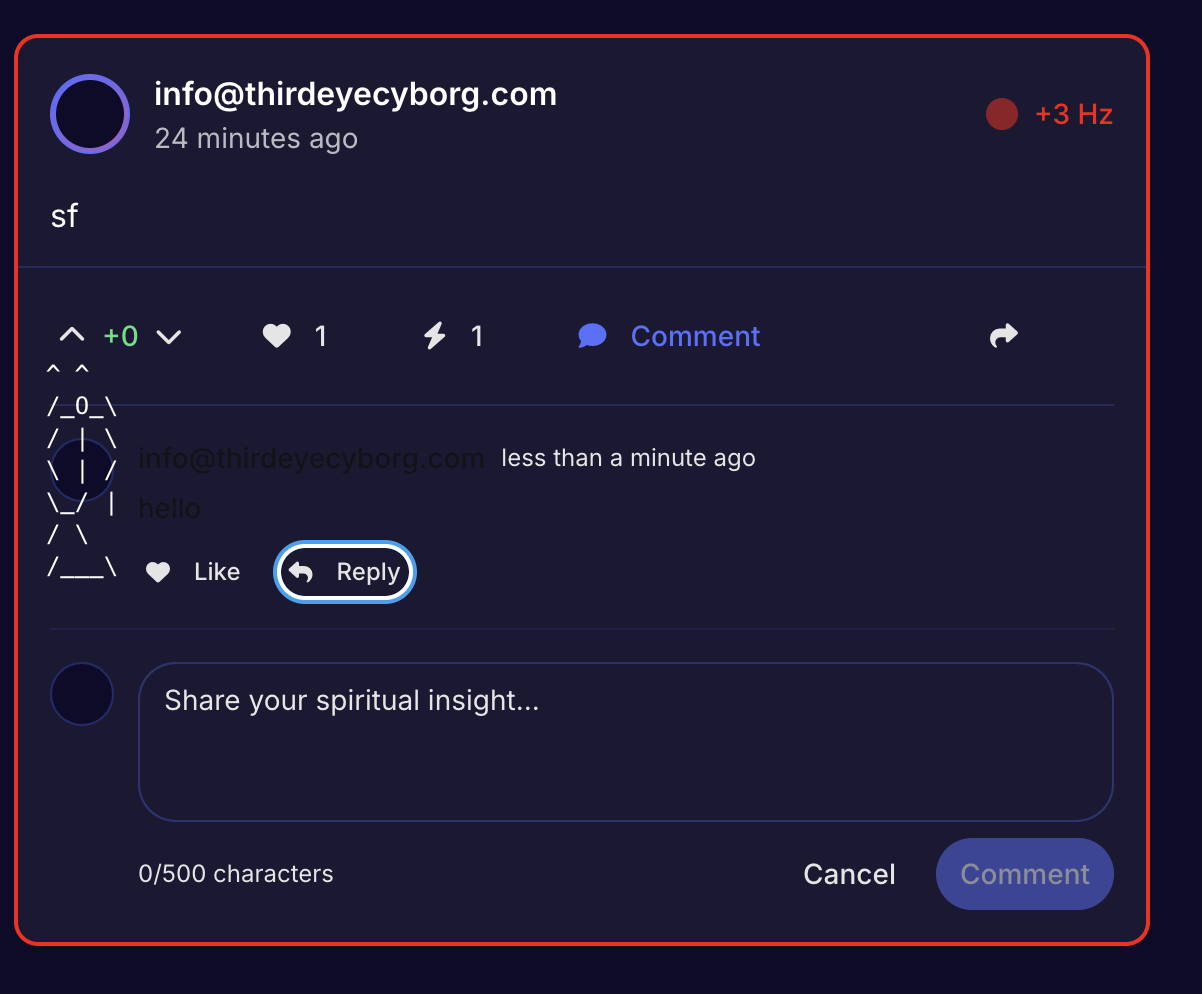 info@thirdeyecyborg.com
24 minutes ago
+3 Hz
sf
+0 1 1 Comment
^ ^
/_0_\
/ | \
\ | /
\_/ |
/ \
/___\
info@thirdeyecyborg.com less than a minute ago
hello
Like Reply
Share your spiritual insight...
0/500 characters Cancel Comment